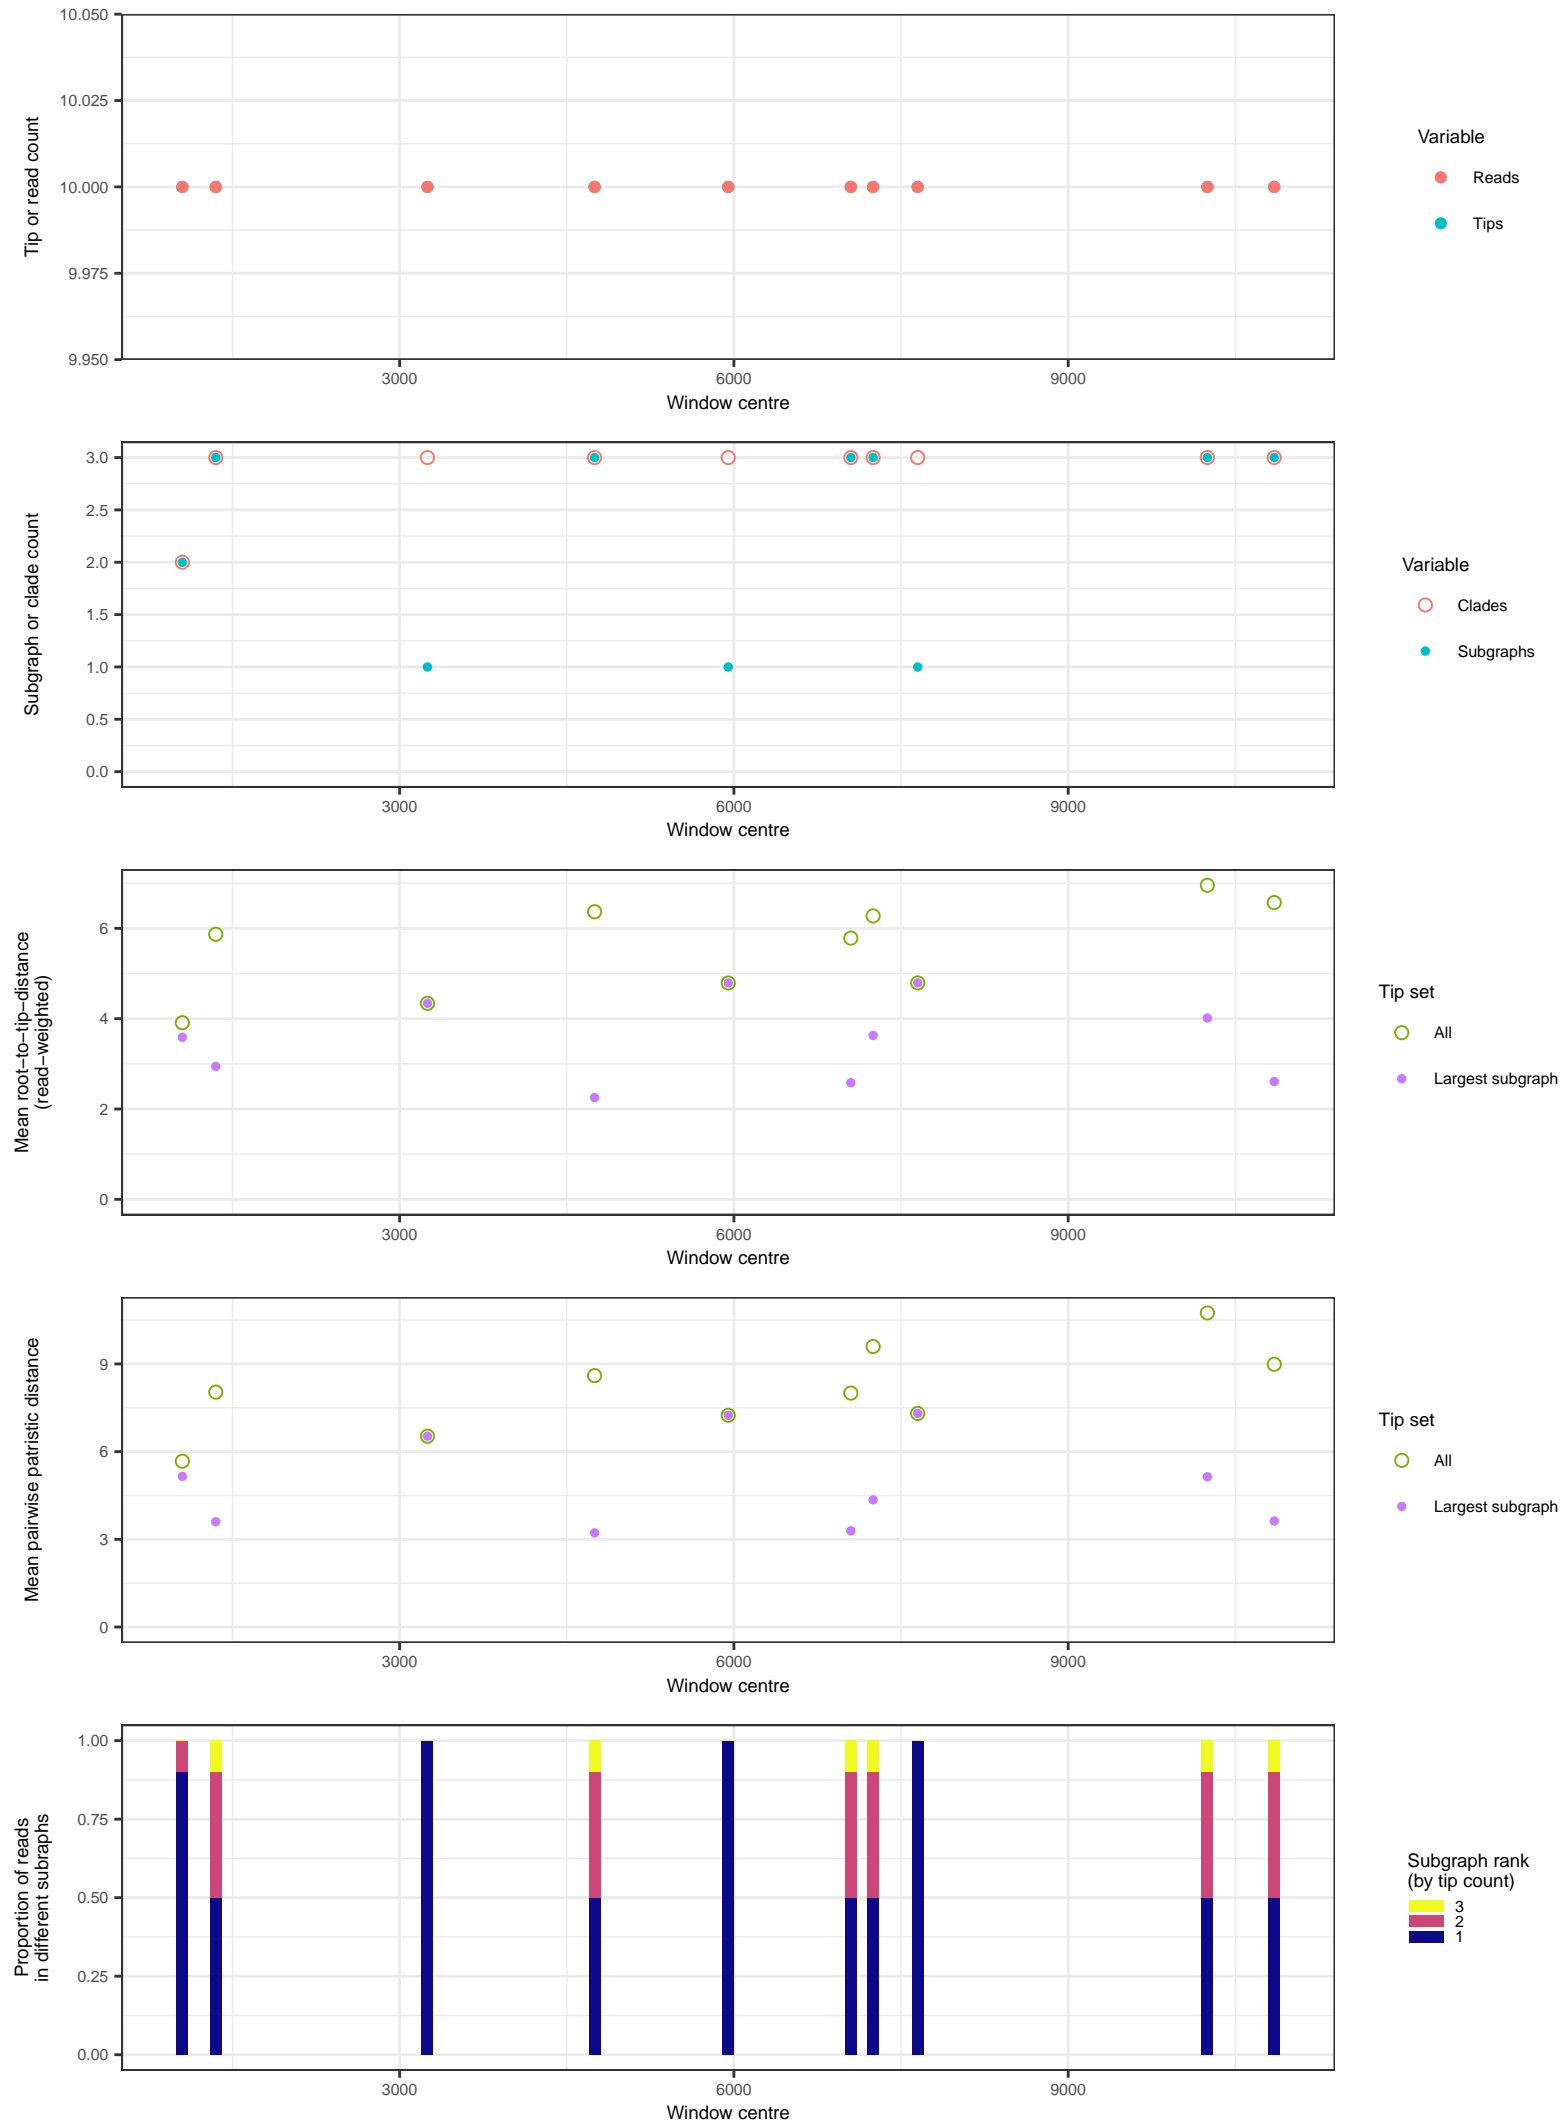 10.050
10.025
10.000
9.975
9.950
Tip or read count
3000
6000
9000
Window centre
Variable
Reads
Tips
3.0
2.5
2.0
1.5
1.0
0.5
0.0
Subgraph or clade count
3000
6000
9000
Window centre
Variable
Clades
Subgraphs
6
4
2
0
Mean root−to−tip−distance
(read−weighted)
3000
6000
9000
Window centre
Tip set
All
Largest subgraph
9
6
3
0
Mean pairwise patristic distance
3000
6000
9000
Window centre
Tip set
All
Largest subgraph
1.00
0.75
0.50
0.25
0.00
Proportion of reads
in different subraphs
3000
6000
9000
Window centre
Subgraph rank
(by tip count)
3
2
1